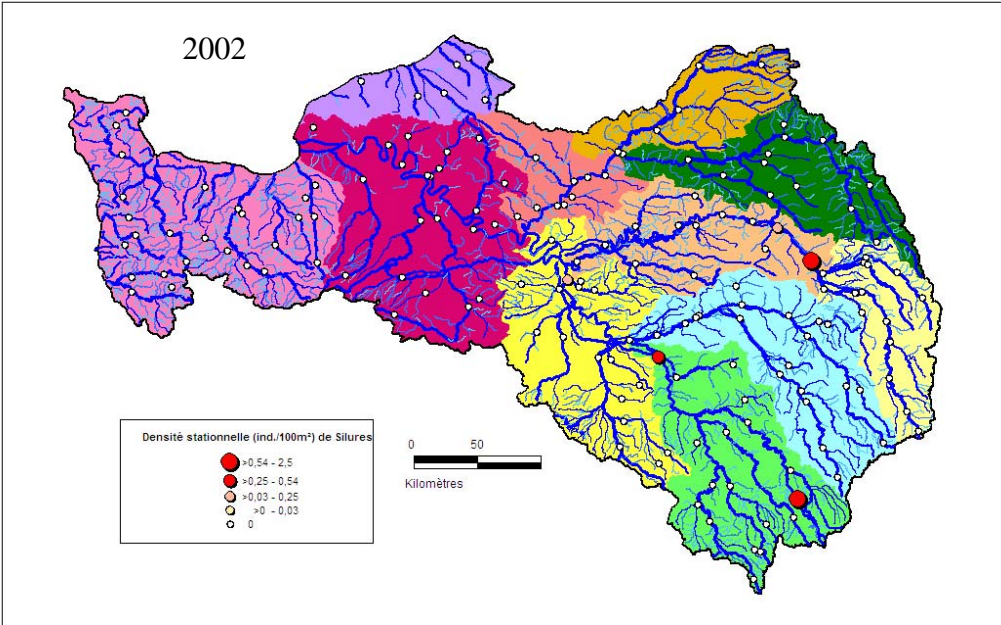 2002
Densité stationnelle (ind./100m²) de Silures
>0,54 - 2,5
>0,25 - 0,54
>0,03 - 0,25
>0 - 0,03
0
0 50
Kilomètres